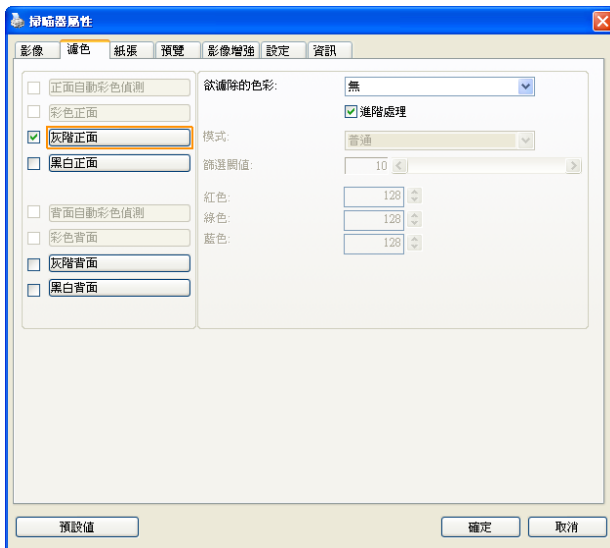 掃瞄器屬性
影像 濾色 紙張 預覽 影像增強 設定 資訊
正面自動彩色偵測
彩色正面
灰階正面
黑白正面
背面自動彩色偵測
彩色背面
灰階背面
黑白背面
欲濾除的色彩: 無
進階處理
模式: 普通
篩選閾值: 10
紅色: 128
綠色: 128
藍色: 128
預設值 確定 取消